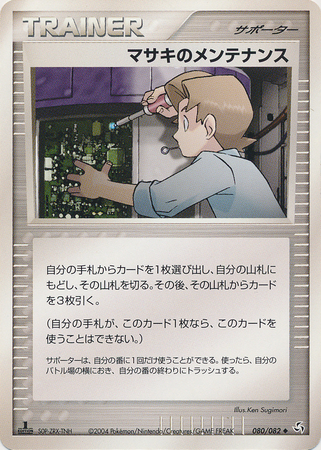 TRAINER サポーター
マサキのメンテナンス
自分の手札からカードを1枚選び出し、自分の山札に
もどし、その山札を切る。その後、その山札からカードを
3枚引く。
(自分の手札が、このカード1枚なら、このカードを
使うことはできない。)
サポーターは、自分の番に1回だけ使うことができる。使ったら、自分の
バトル場の横におき、自分の番の終わりにトラッシュする。
Illus. Ken Sugimori
1 EDITION S0P-ZRX-TNH ©2004 Pokémon/Nintendo/Creatures/GAME FREAK 080/082 ◆